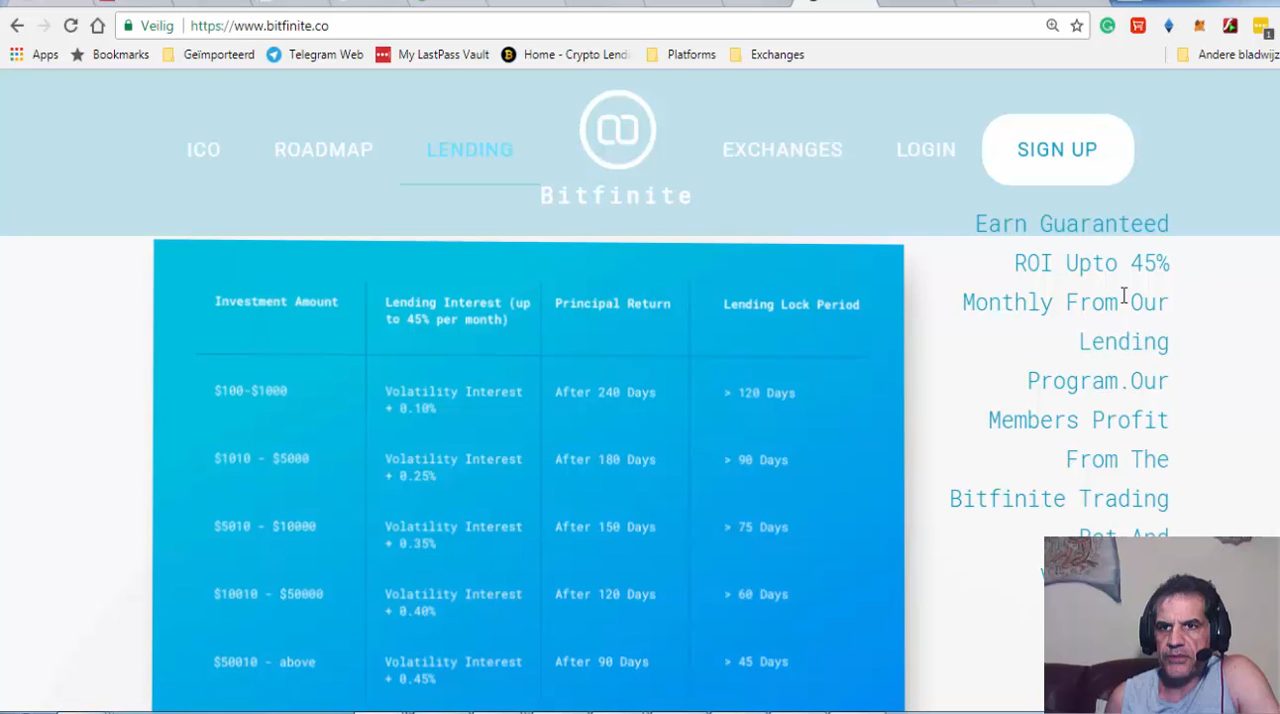 Veilig https://www.bitfinite.co
Apps Bookmarks Geïmporteerd Telegram Web My LastPass Vault Home - Crypto Lend Platforms Exchanges Andere bladwijz
1
ICO ROADMAP LENDING EXCHANGES LOGIN SIGN UP
Bitfinite
Earn Guaranteed
ROI Upto 45%
Monthly From Our
Lending
Program.Our
Members Profit
From The
Bitfinite Trading
Bot And
Investment Amount
Lending Interest (up
to 45% per month)
Principal Return
Lending Lock Period
$100-$1000
Volatility Interest
+ 0.10%
After 240 Days
> 120 Days
$1010 - $5000
Volatility Interest
+ 0.25%
After 180 Days
> 90 Days
$5010 - $10000
Volatility Interest
+ 0.35%
After 150 Days
> 75 Days
$10010 - $50000
Volatility Interest
+ 0.40%
After 120 Days
> 60 Days
$50010 - above
Volatility Interest
+ 0.45%
After 90 Days
> 45 Days